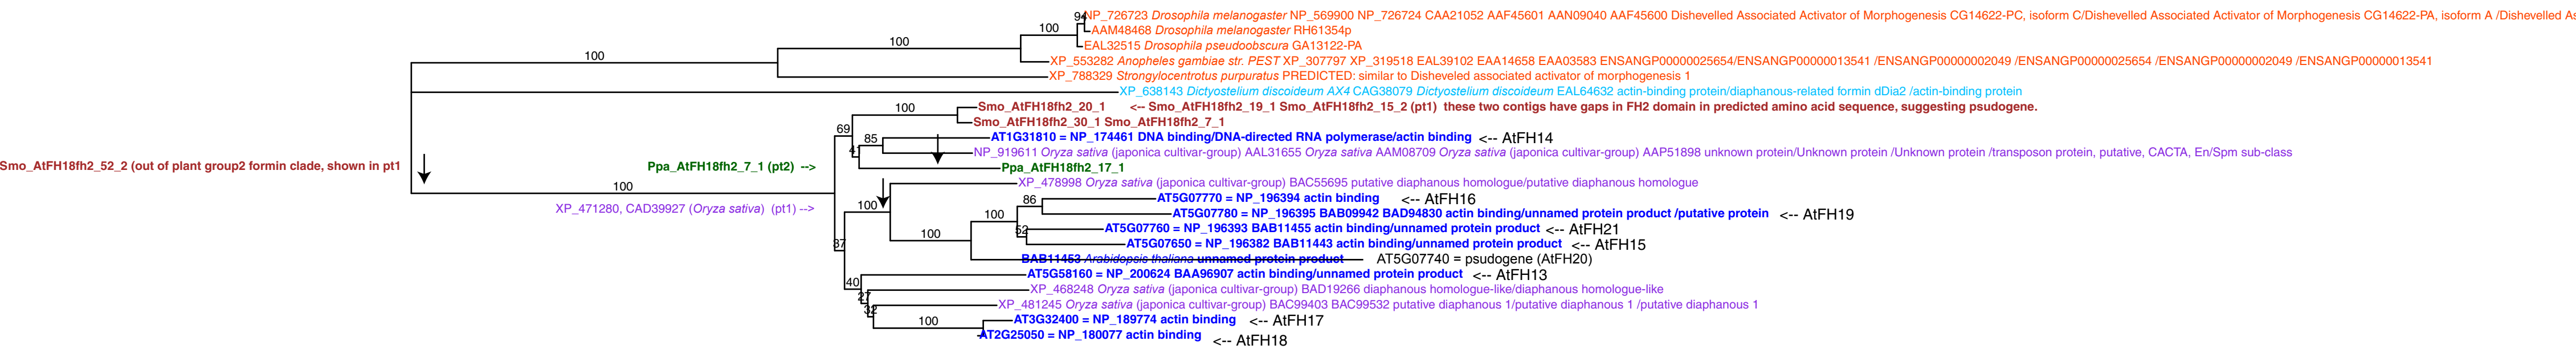 94
NP_726723 Drosophila melanogaster NP_569900 NP_726724 CAA21052 AAF45601 AAN09040 AAF45600 Dishevelled Associated Activator of Morphogenesis CG14622-PC, isoform C/Dishevelled Associated Activator of Morphogenesis CG14622-PA, isoform A /Dishevelled As
100
AAM48468 Drosophila melanogaster RH61354p
100
EAL32515 Drosophila pseudoobscura GA13122-PA
100
XP_553282 Anopheles gambiae str. PEST XP_307797 XP_319518 EAL39102 EAA14658 EAA03583 ENSANGP00000025654/ENSANGP00000013541 /ENSANGP00000002049 /ENSANGP00000025654 /ENSANGP00000002049 /ENSANGP00000013541
XP_788329 Strongylocentrotus purpuratus PREDICTED: similar to Disheveled associated activator of morphogenesis 1
XP_638143 Dictyostelium discoideum AX4 CAG38079 Dictyostelium discoideum EAL64632 actin-binding protein/diaphanous-related formin dDia2 /actin-binding protein
100
Smo_AtFH18fh2_20_1 <-- Smo_AtFH18fh2_19_1 Smo_AtFH18fh2_15_2 (pt1) these two contigs have gaps in FH2 domain in predicted amino acid sequence, suggesting psudogene.
Smo_AtFH18fh2_30_1 Smo_AtFH18fh2_7_1
69
85
AT1G31810 = NP_174461 DNA binding/DNA-directed RNA polymerase/actin binding <-- AtFH14
NP_919611 Oryza sativa (japonica cultivar-group) AAL31655 Oryza sativa AAM08709 Oryza sativa (japonica cultivar-group) AAP51898 unknown protein/Unknown protein /Unknown protein /transposon protein, putative, CACTA, En/Spm sub-class
Smo_AtFH18fh2_52_2 (out of plant group2 formin clade, shown in pt1
Ppa_AtFH18fh2_7_1 (pt2) -->
Ppa_AtFH18fh2_17_1
100
XP_478998 Oryza sativa (japonica cultivar-group) BAC55695 putative diaphanous homologue/putative diaphanous homologue
86
AT5G07770 = NP_196394 actin binding <-- AtFH16
XP_471280, CAD39927 (Oryza sativa) (pt1) -->
100
100
AT5G07780 = NP_196395 BAB09942 BAD94830 actin binding/unnamed protein product /putative protein <-- AtFH19
52
AT5G07760 = NP_196393 BAB11455 actin binding/unnamed protein product <-- AtFH21
100
37
AT5G07650 = NP_196382 BAB11443 actin binding/unnamed protein product <-- AtFH15
BAB11453 Arabidopsis thaliana unnamed protein product AT5G07740 = psudogene (AtFH20)
AT5G58160 = NP_200624 BAA96907 actin binding/unnamed protein product <-- AtFH13
40
XP_468248 Oryza sativa (japonica cultivar-group) BAD19266 diaphanous homologue-like/diaphanous homologue-like
27
XP_481245 Oryza sativa (japonica cultivar-group) BAC99403 BAC99532 putative diaphanous 1/putative diaphanous 1 /putative diaphanous 1
32
100
AT3G32400 = NP_189774 actin binding <-- AtFH17
AT2G25050 = NP_180077 actin binding <-- AtFH18